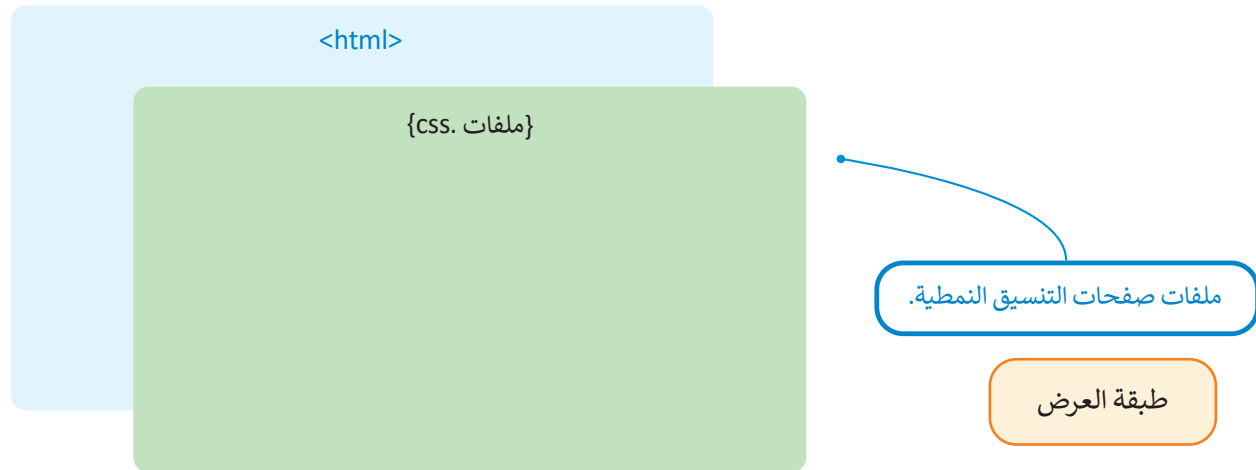 <html>
{ملفات .css}
ملفات صفحات التنسيق النمطية.
طبقة العرض